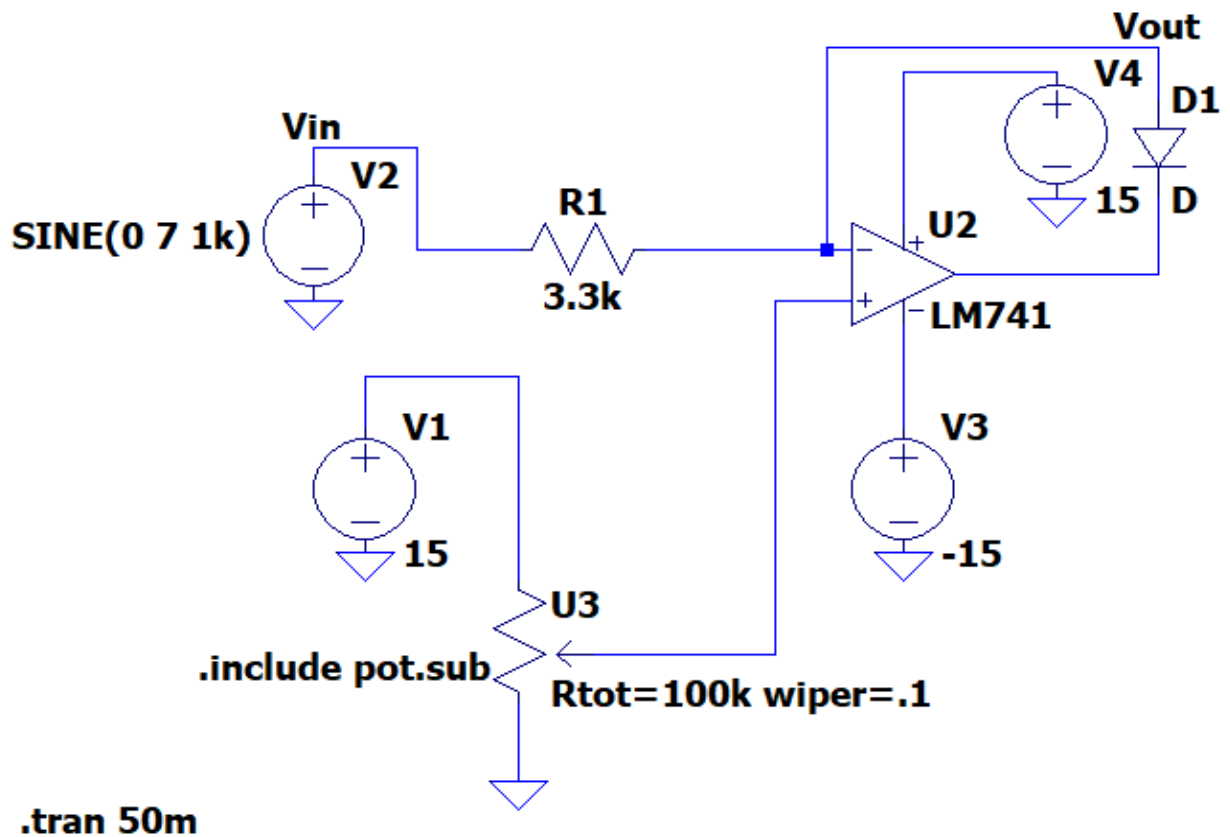 Vout
V4
D1
Vin
V2
SINE(0 7 1k)
R1
3.3k
U2
15
D
+
−
LM741
V1
15
V3
-15
U3
.include pot.sub
Rtot=100k wiper=.1
.tran 50m